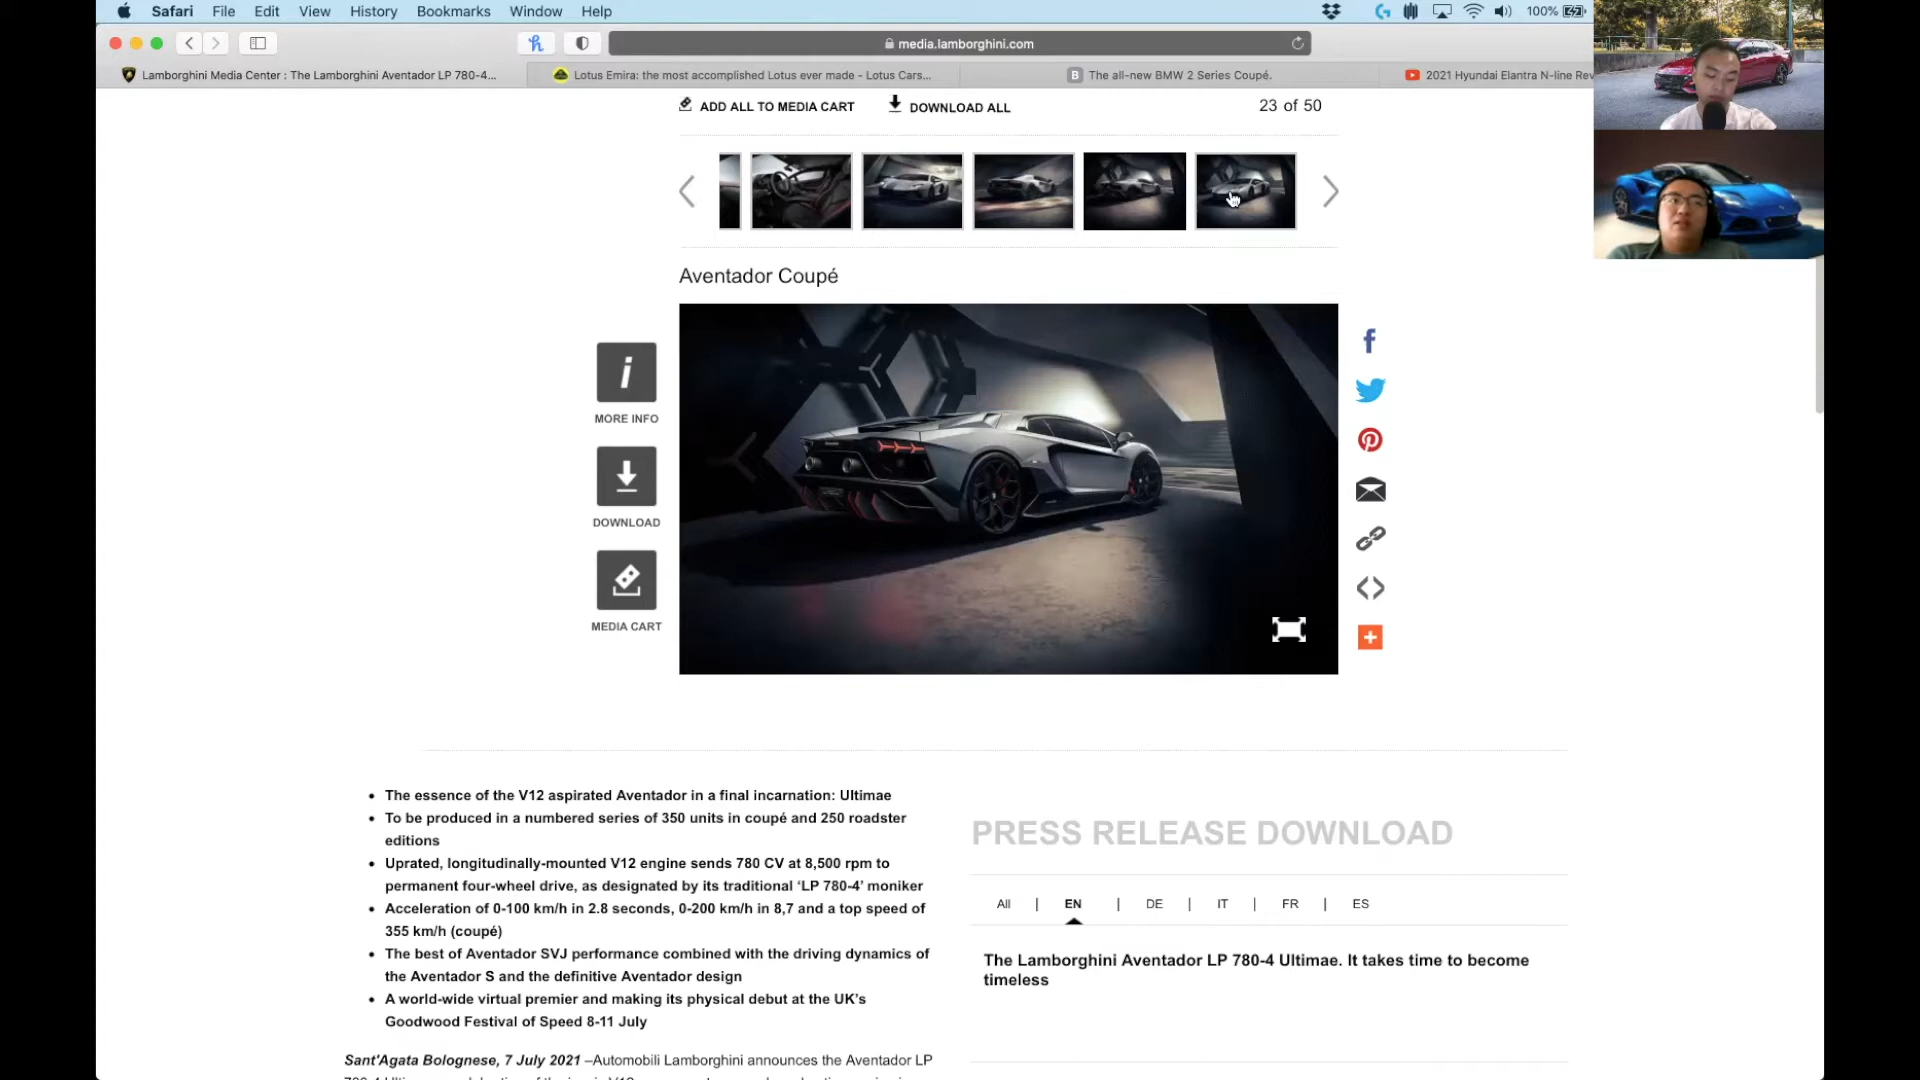 Safari File Edit View History Bookmarks Window Help 100%
media.lamborghini.com
Lamborghini Media Center : The Lamborghini Aventador LP 780-4...
Lotus Emira: the most accomplished Lotus ever made - Lotus Cars...
B The all-new BMW 2 Series Coupé.
2021 Hyundai Elantra N-line Rev
ADD ALL TO MEDIA CART
DOWNLOAD ALL
23 of 50
Aventador Coupé
i
MORE INFO
DOWNLOAD
MEDIA CART
• The essence of the V12 aspirated Aventador in a final incarnation: Ultimae
• To be produced in a numbered series of 350 units in coupé and 250 roadster
editions
• Uprated, longitudinally-mounted V12 engine sends 780 CV at 8,500 rpm to
permanent four-wheel drive, as designated by its traditional ‘LP 780-4’ moniker
• Acceleration of 0-100 km/h in 2.8 seconds, 0-200 km/h in 8,7 and a top speed of
355 km/h (coupé)
• The best of Aventador SVJ performance combined with the driving dynamics of
the Aventador S and the definitive Aventador design
• A world-wide virtual premier and making its physical debut at the UK’s
Goodwood Festival of Speed 8-11 July
Sant'Agata Bolognese, 7 July 2021 –Automobili Lamborghini announces the Aventador LP
PRESS RELEASE DOWNLOAD
All | EN | DE | IT | FR | ES
The Lamborghini Aventador LP 780-4 Ultimae. It takes time to become
timeless